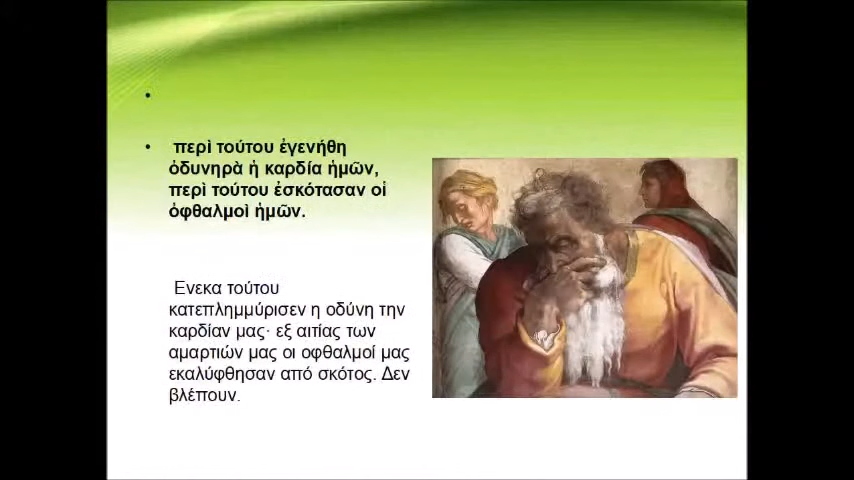 • 
• περὶ τούτου ἐγενήθη
ὀδυνηρὰ ἡ καρδία ἡμῶν,
περὶ τούτου ἐσκότασαν οἱ
ὀφθαλμοὶ ἡμῶν.
Ενεκα τούτου
κατεπλημμύρισεν η οδύνη την
καρδίαν μας· εξ αιτίας των
αμαρτιών μας οι οφθαλμοί μας
εκαλύφθησαν από σκότος. Δεν
βλέπουν.